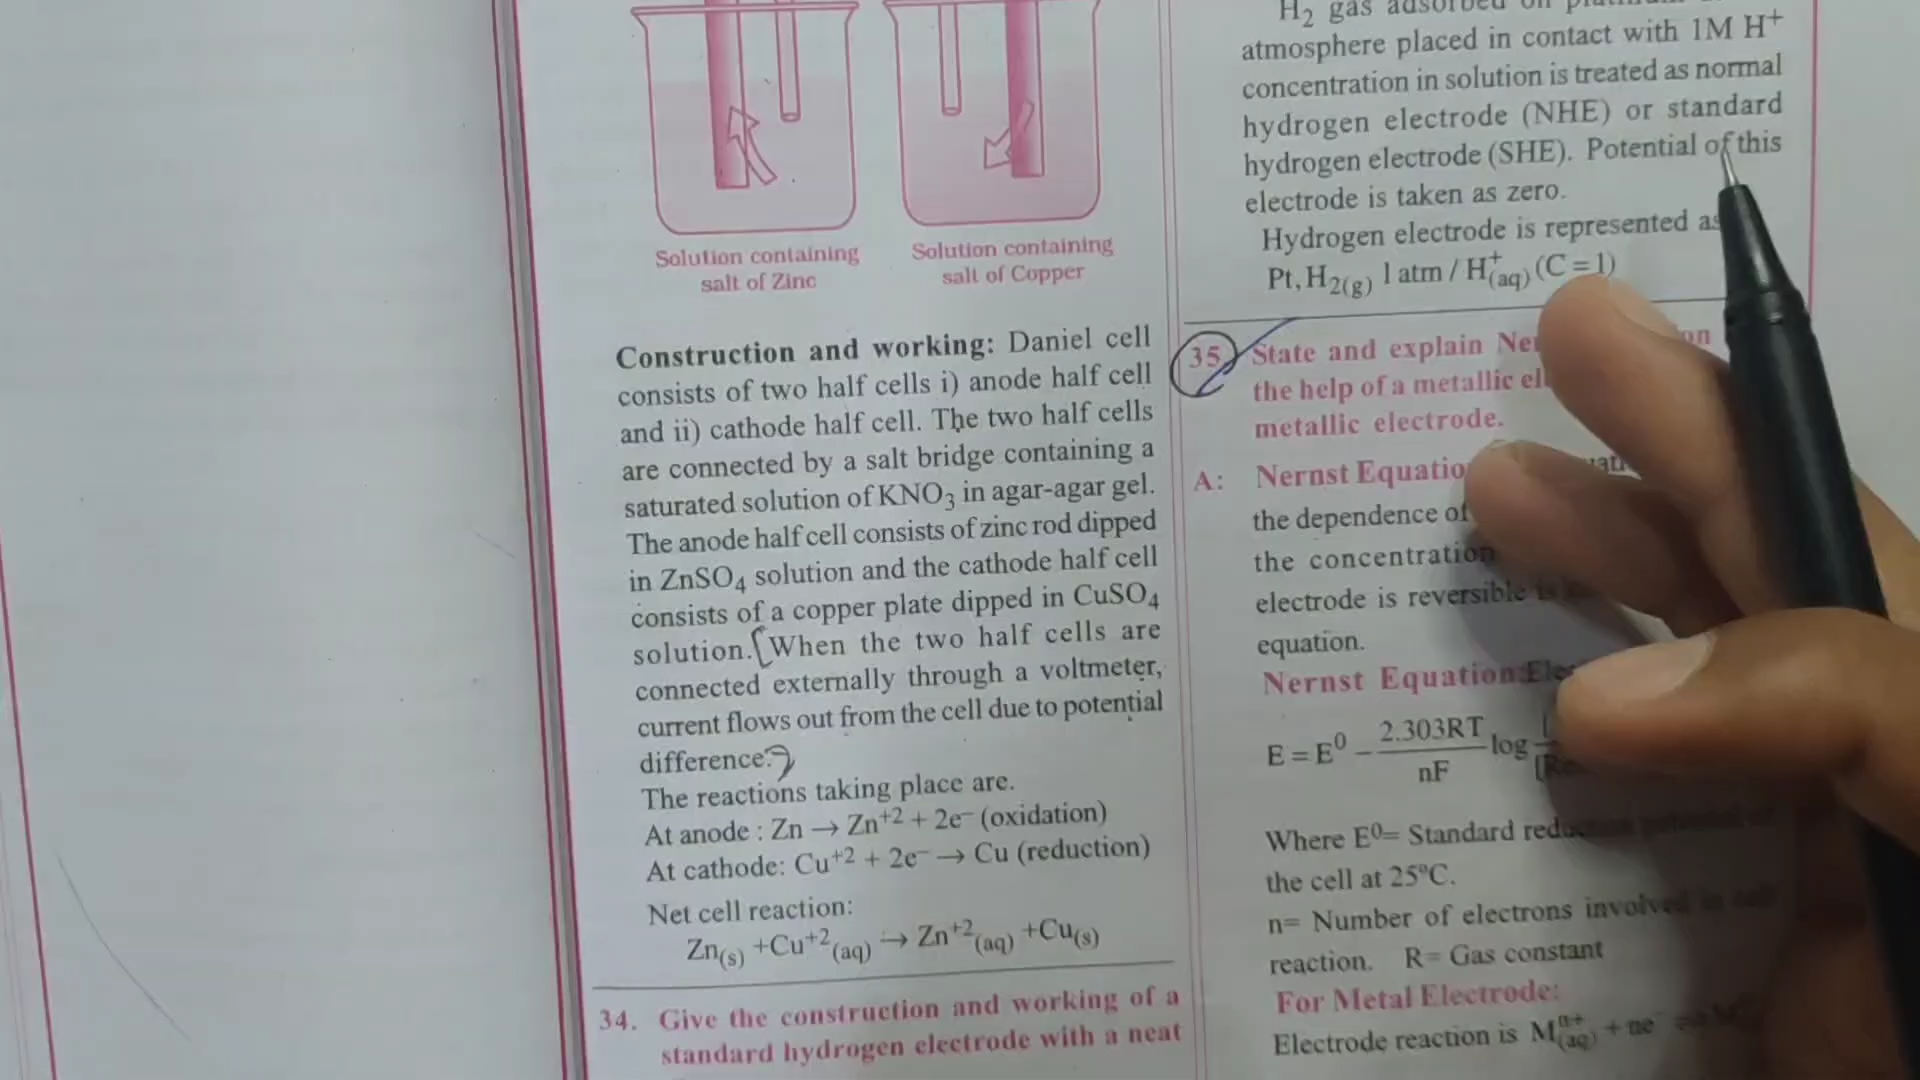 Solution containing
salt of Zinc
Solution containing
salt of Copper
Construction and working: Daniel cell
consists of two half cells i) anode half cell
and ii) cathode half cell. The two half cells
are connected by a salt bridge containing a
saturated solution of KNO₃ in agar-agar gel.
The anode half cell consists of zinc rod dipped
in ZnSO₄ solution and the cathode half cell
consists of a copper plate dipped in CuSO₄
solution. When the two half cells are
connected externally through a voltmeter,
current flows out from the cell due to potential
difference.
The reactions taking place are.
At anode : Zn → Zn⁺² + 2e⁻ (oxidation)
At cathode: Cu⁺² + 2e⁻ → Cu (reduction)
Net cell reaction:
Zn(s) +Cu⁺²(aq) → Zn⁺²(aq) +Cu(s)
34. Give the construction and working of a
standard hydrogen electrode with a neat
H₂ gas adsorbed on
atmosphere placed in contact with 1M H⁺
concentration in solution is treated as normal
hydrogen electrode (NHE) or standard
hydrogen electrode (SHE). Potential of this
electrode is taken as zero.
Hydrogen electrode is represented as
Pt, H₂(g) 1 atm / H⁺(aq) (C = 1)
35 State and explain
the help of a metallic
metallic electrode.
A: Nernst
the dependence of
the concentration
electrode is reversible is
equation.
Nernst Equation:
E = E⁰ − 2.303RT/nF log
Where E⁰= Standard
the cell at 25°C.
n= Number of electrons involved in
reaction. R= Gas constant
For Metal Electrode:
Electrode reaction is Mⁿ⁺(aq) + ne⁻